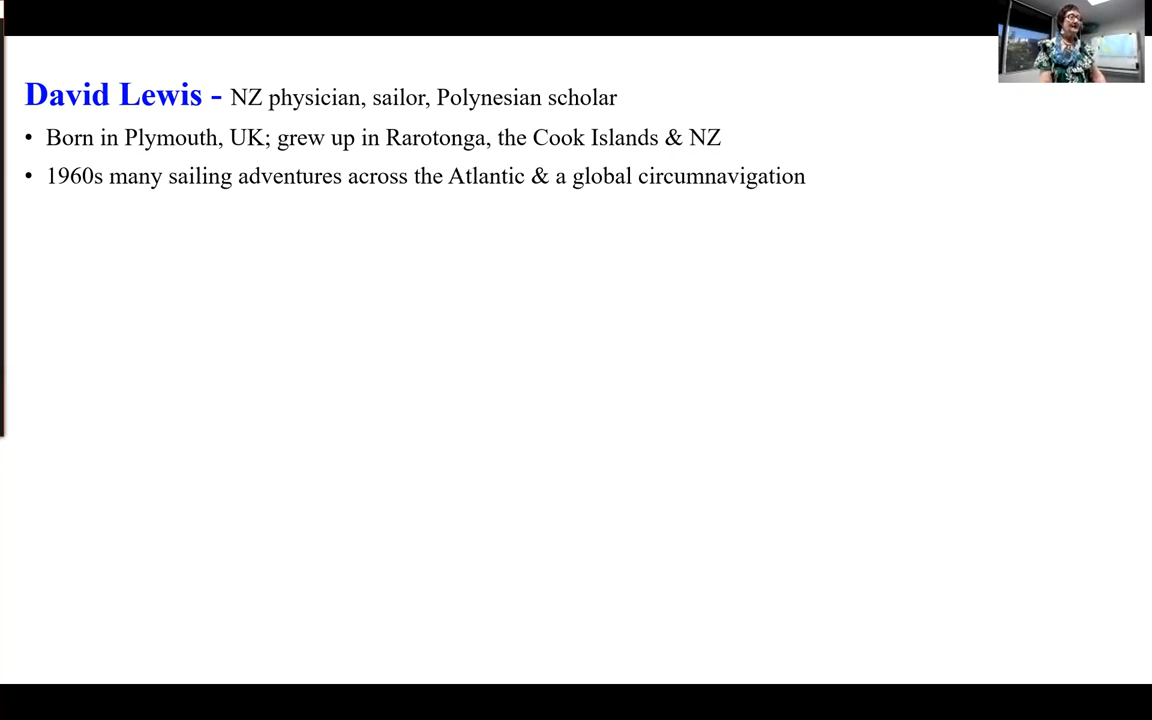 David Lewis - NZ physician, sailor, Polynesian scholar
• Born in Plymouth, UK; grew up in Rarotonga, the Cook Islands & NZ
• 1960s many sailing adventures across the Atlantic & a global circumnavigation